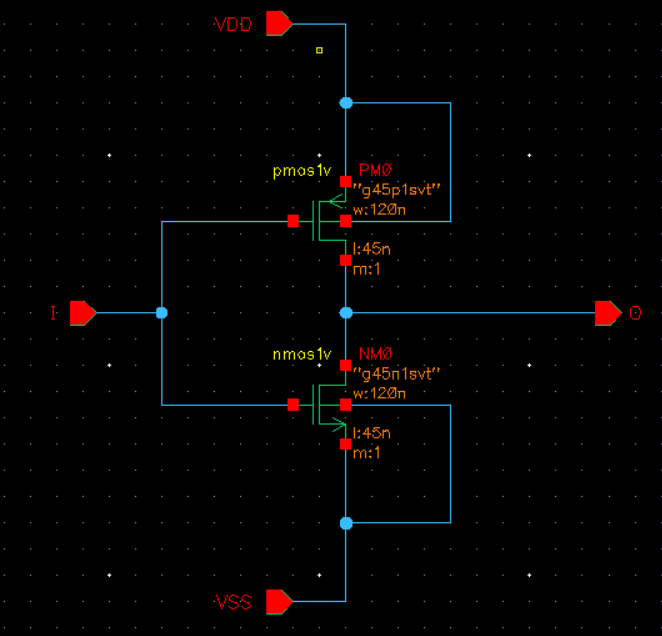 VDD
pmos1v PM0
"g45p1svt"
w:120n
l:45n
m:1
I
O
nmos1v NM0
"g45n1svt"
w:120n
l:45n
m:1
VSS